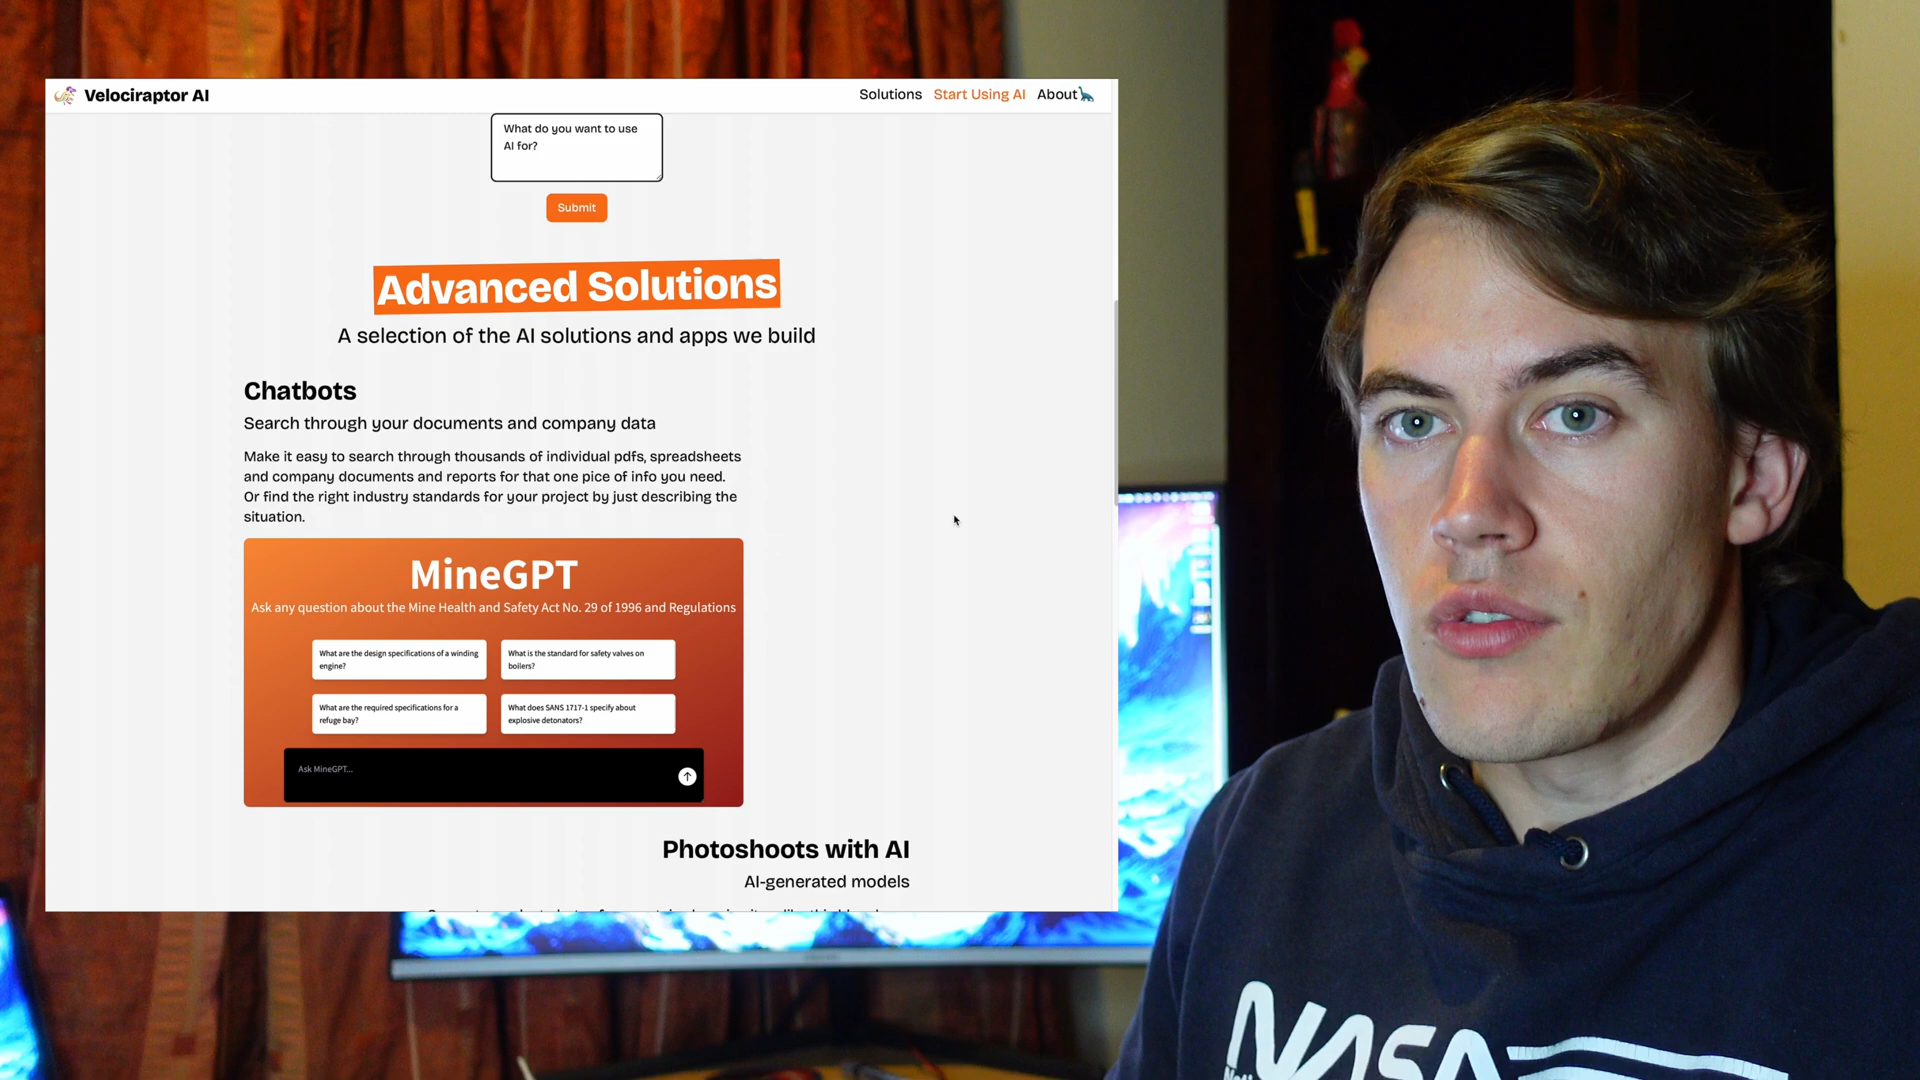 Velociraptor AI
Solutions
Start Using AI
About
What do you want to use
AI for?
Submit
Advanced Solutions
A selection of the AI solutions and apps we build
Chatbots
Search through your documents and company data
Make it easy to search through thousands of individual pdfs, spreadsheets
and company documents and reports for that one pice of info you need.
Or find the right industry standards for your project by just describing the
situation.
MineGPT
Ask any question about the Mine Health and Safety Act No. 29 of 1996 and Regulations
What are the design specifications of a winding
engine?
What is the standard for safety valves on
boilers?
What are the required specifications for a
refuge bay?
What does SANS 1717-1 specify about
explosive detonators?
Ask MineGPT...
Photoshoots with AI
AI-generated models
NASA